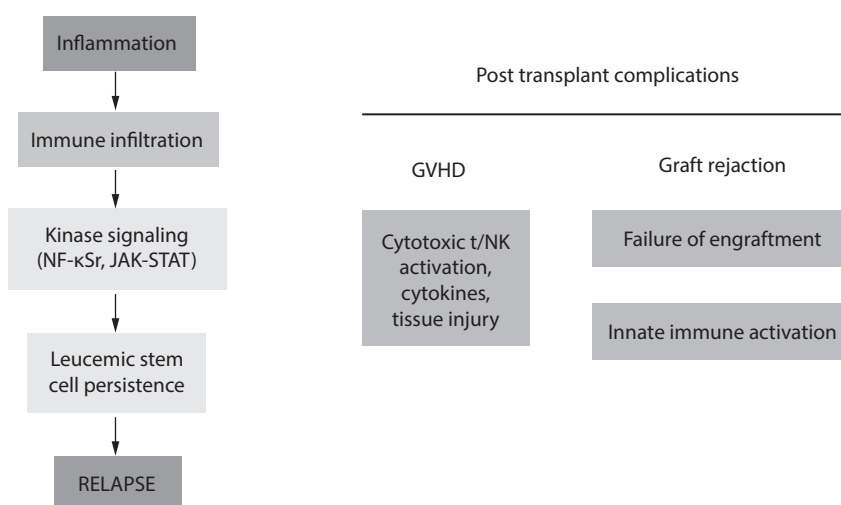 Inflammation
Immune infiltration
Kinase signaling
(NF-κSr, JAK-STAT)
Leucemic stem
cell persistence
RELAPSE
Post transplant complications
GVHD
Cytotoxic t/NK
activation,
cytokines,
tissue injury
Graft rejaction
Failure of engraftment
Innate immune activation